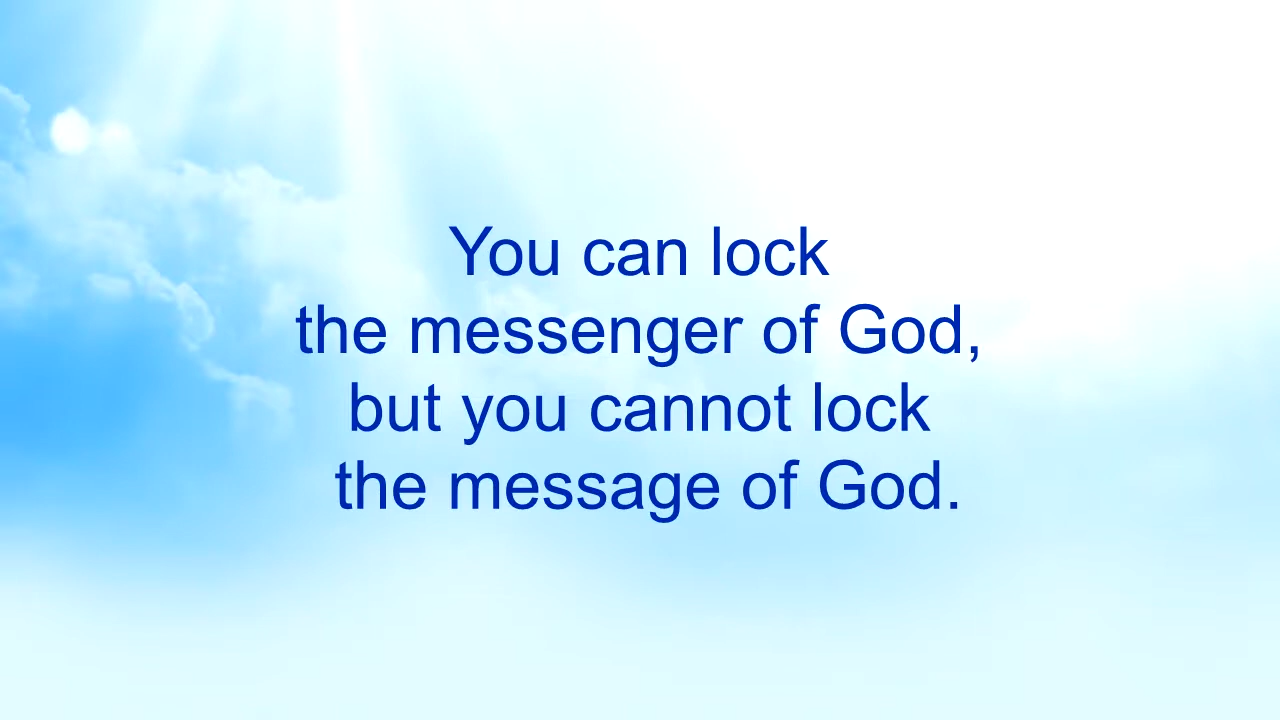 You can lock
the messenger of God,
but you cannot lock
the message of God.